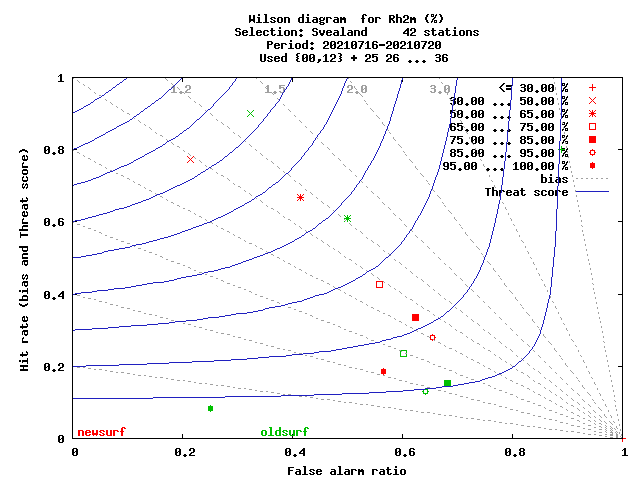 Wilson diagram  for Rh2m (%)
Selection: Svealand     42 stations
Period: 20210716-20210720
Used {00,12} + 25 26 ... 36
1.2 1.5 2.0 3.0
<= 30.00 %
30.00 ... 50.00 %
50.00 ... 65.00 %
65.00 ... 75.00 %
75.00 ... 85.00 %
85.00 ... 95.00 %
95.00 ... 100.00 %
bias
Threat score
Hit rate (bias and Threat score)
1
0.8
0.6
0.4
0.2
0
newsurf oldsurf
0 0.2 0.4 0.6 0.8 1
False alarm ratio